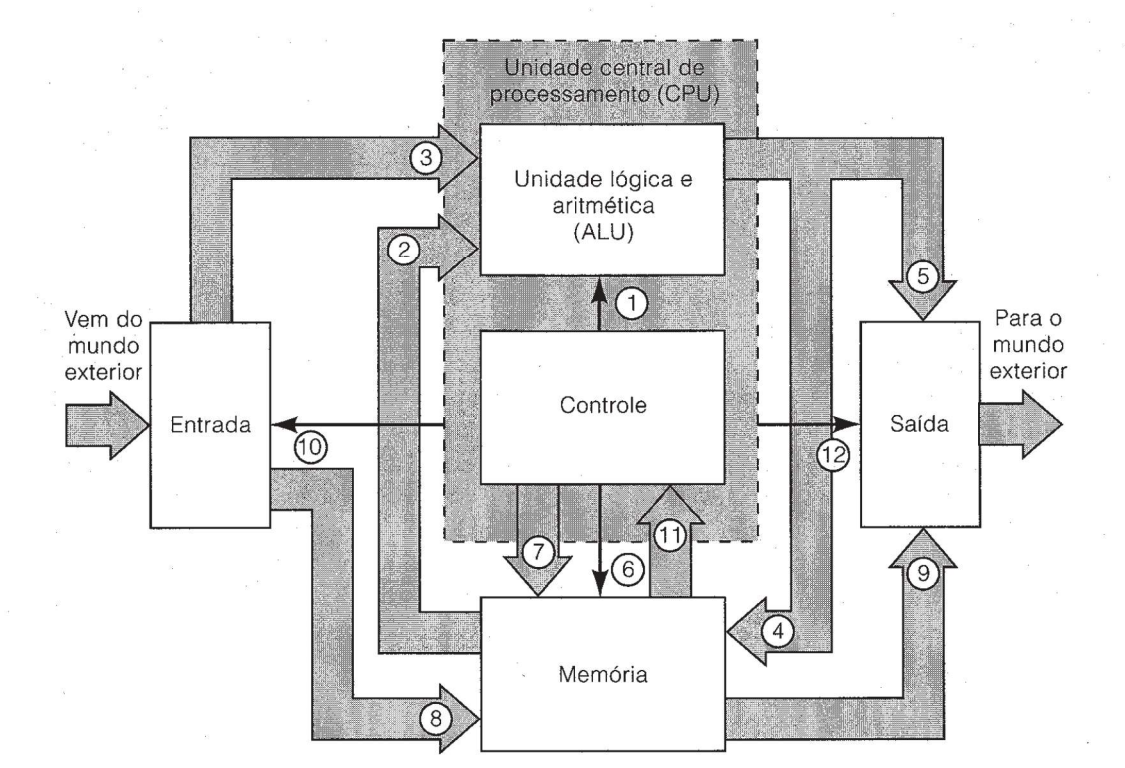 Unidade central de
processamento (CPU)
3
Unidade lógica e
aritmética
(ALU)
2
1
5
Vem do
mundo
exterior
Para o
mundo
exterior
Entrada
Controle
Saída
10
12
7
6
11
9
4
Memória
8